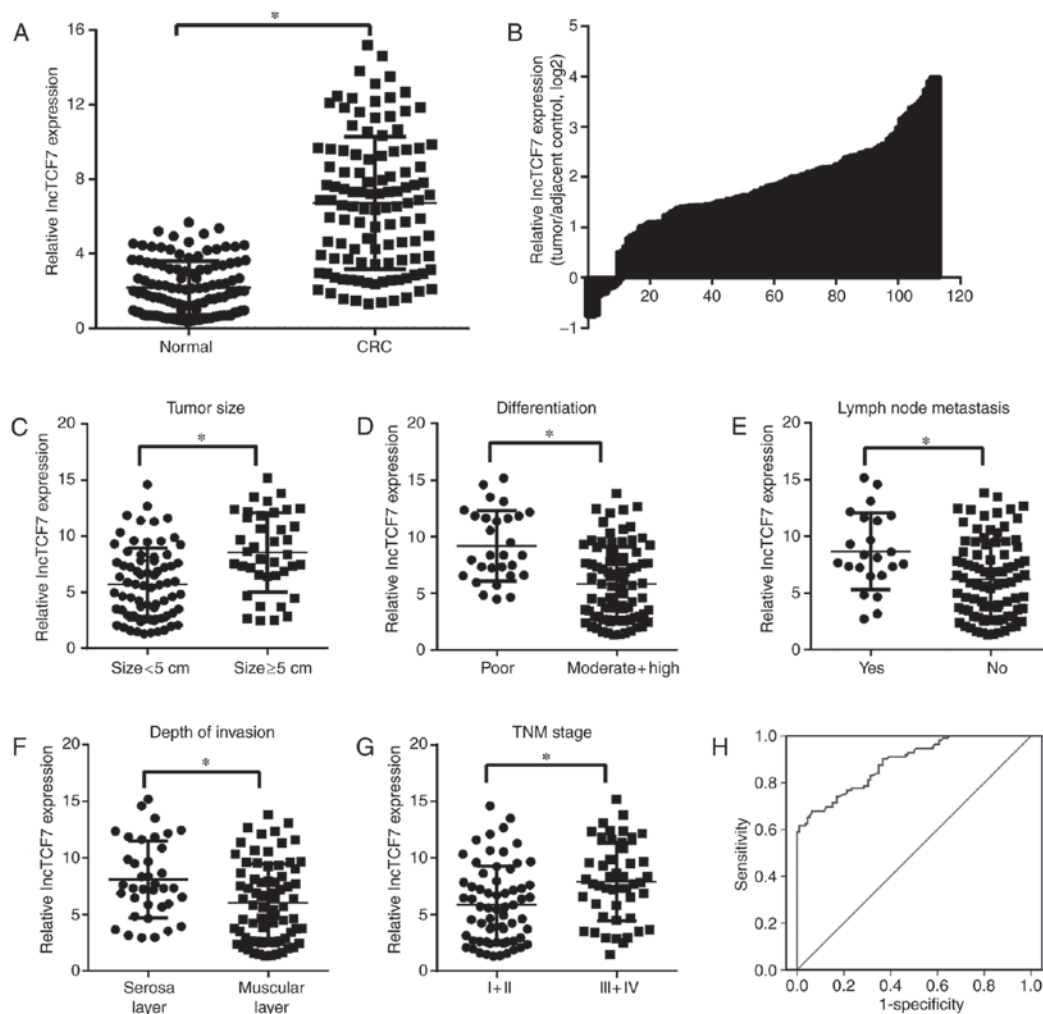 A
Relative lncTCF7 expression
16
12
8
4
0
*
Normal
CRC
B
Relative lncTCF7 expression
(tumor/adjacent control, log2)
5
4
3
2
1
0
−1
20
40
60
80
100
120
C
Tumor size
Relative lncTCF7 expression
20
15
10
5
0
*
Size<5 cm
Size≥5 cm
D
Differentiation
Relative lncTCF7 expression
20
15
10
5
0
*
Poor
Moderate+high
E
Lymph node metastasis
Relative lncTCF7 expression
20
15
10
5
0
*
Yes
No
F
Depth of invasion
Relative lncTCF7 expression
20
15
10
5
0
*
Serosa
layer
Muscular
layer
G
TNM stage
Relative lncTCF7 expression
20
15
10
5
0
*
I+II
III+IV
H
Sensitivity
1.0
0.8
0.6
0.4
0.2
0.0
0.0
0.2
0.4
0.6
0.8
1.0
1-specificity